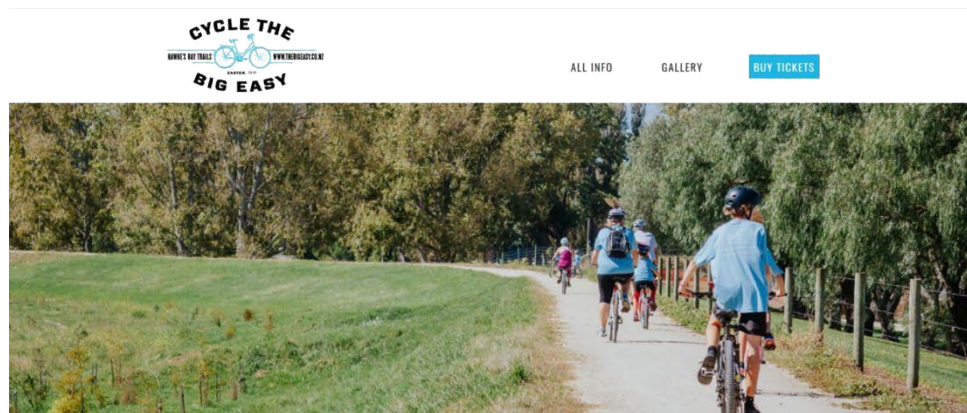 CYCLE THE
HAWKE'S BAY TRAILS WWW.THEBIGEASY.CO.NZ
EASTER,
BIG EASY
ALL INFO GALLERY BUY TICKETS